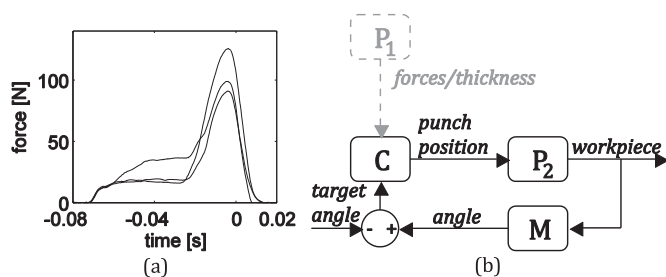 force [N]
100
50
0
-0.08
-0.04
0
0.02
time [s]
(a)
P1
forces/thickness
punch
position
C
P2
workpiece
target
angle
- +
angle
M
(b)